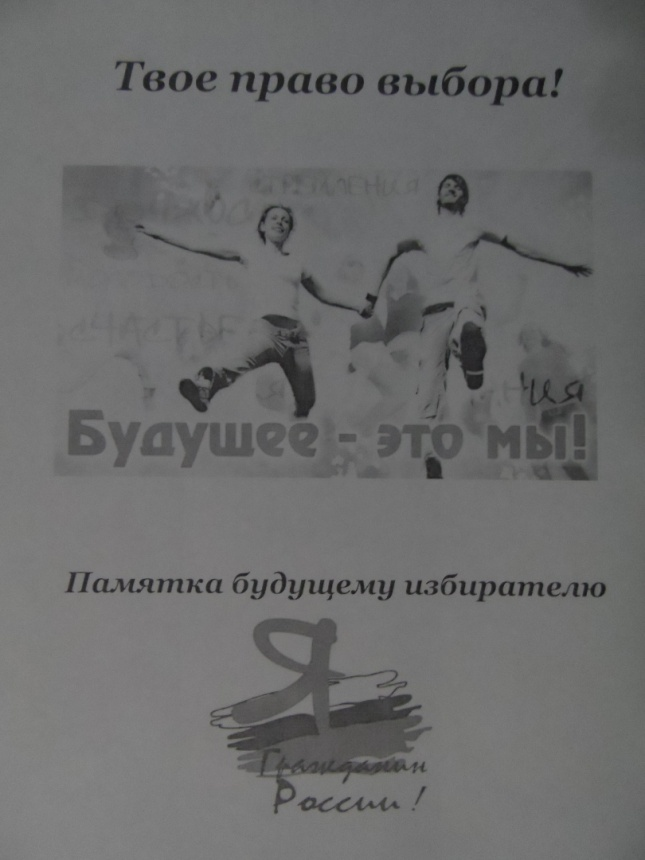 Твое право выбора!
Будущее - это мы!
Памятка будущему избирателю
Я
Гражданин
России!